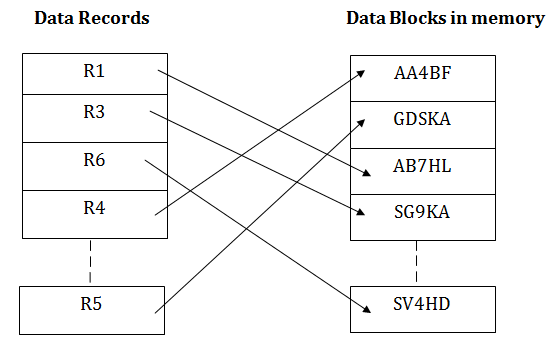 Data Records
Data Blocks in memory
R1
R3
R6
R4
R5
AA4BF
GDSKA
AB7HL
SG9KA
SV4HD